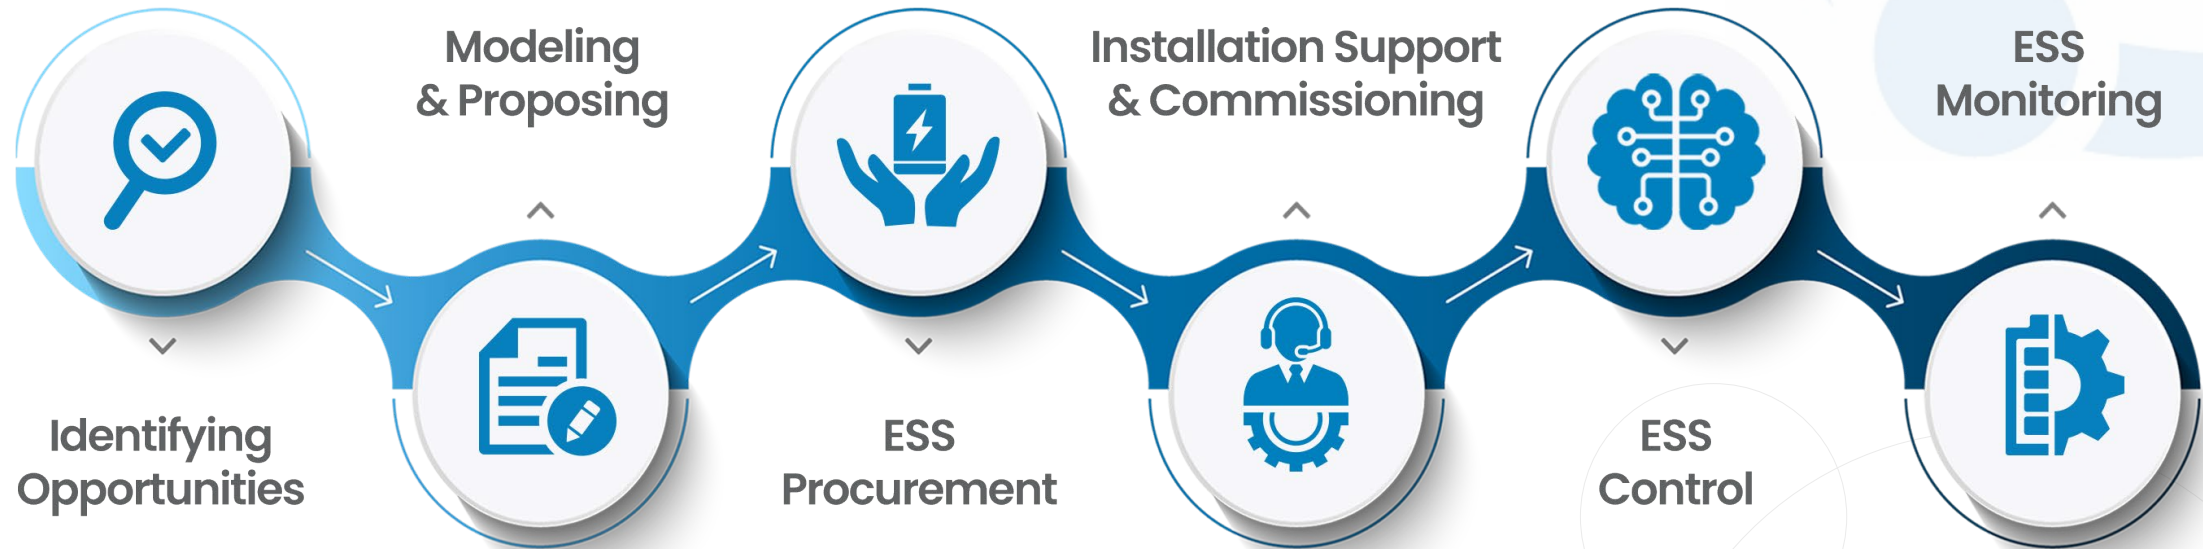 Identifying
Opportunities
Modeling
& Proposing
ESS
Procurement
Installation Support
& Commissioning
ESS
Control
ESS
Monitoring